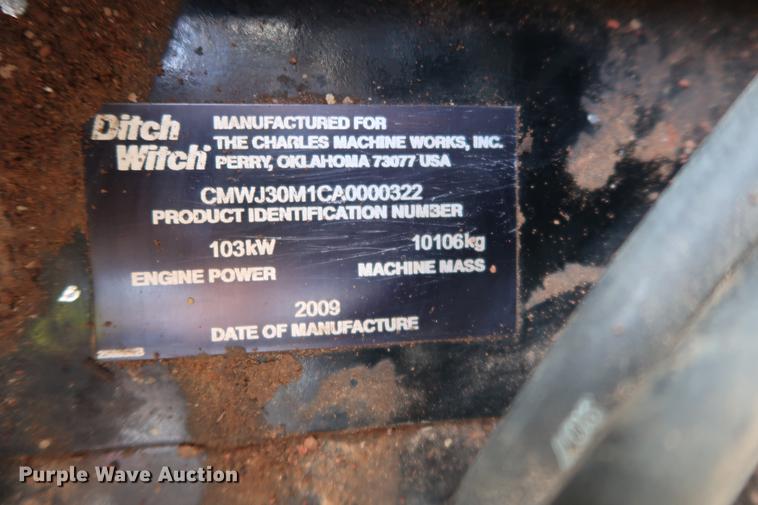 Ditch Witch
MANUFACTURED FOR
THE CHARLES MACHINE WORKS, INC.
PERRY, OKLAHOMA 73077 USA
CMWJ30M1CA0000322
PRODUCT IDENTIFICATION NUMBER
103kW
10106kg
ENGINE POWER
MACHINE MASS
2009
DATE OF MANUFACTURE
Purple Wave Auction